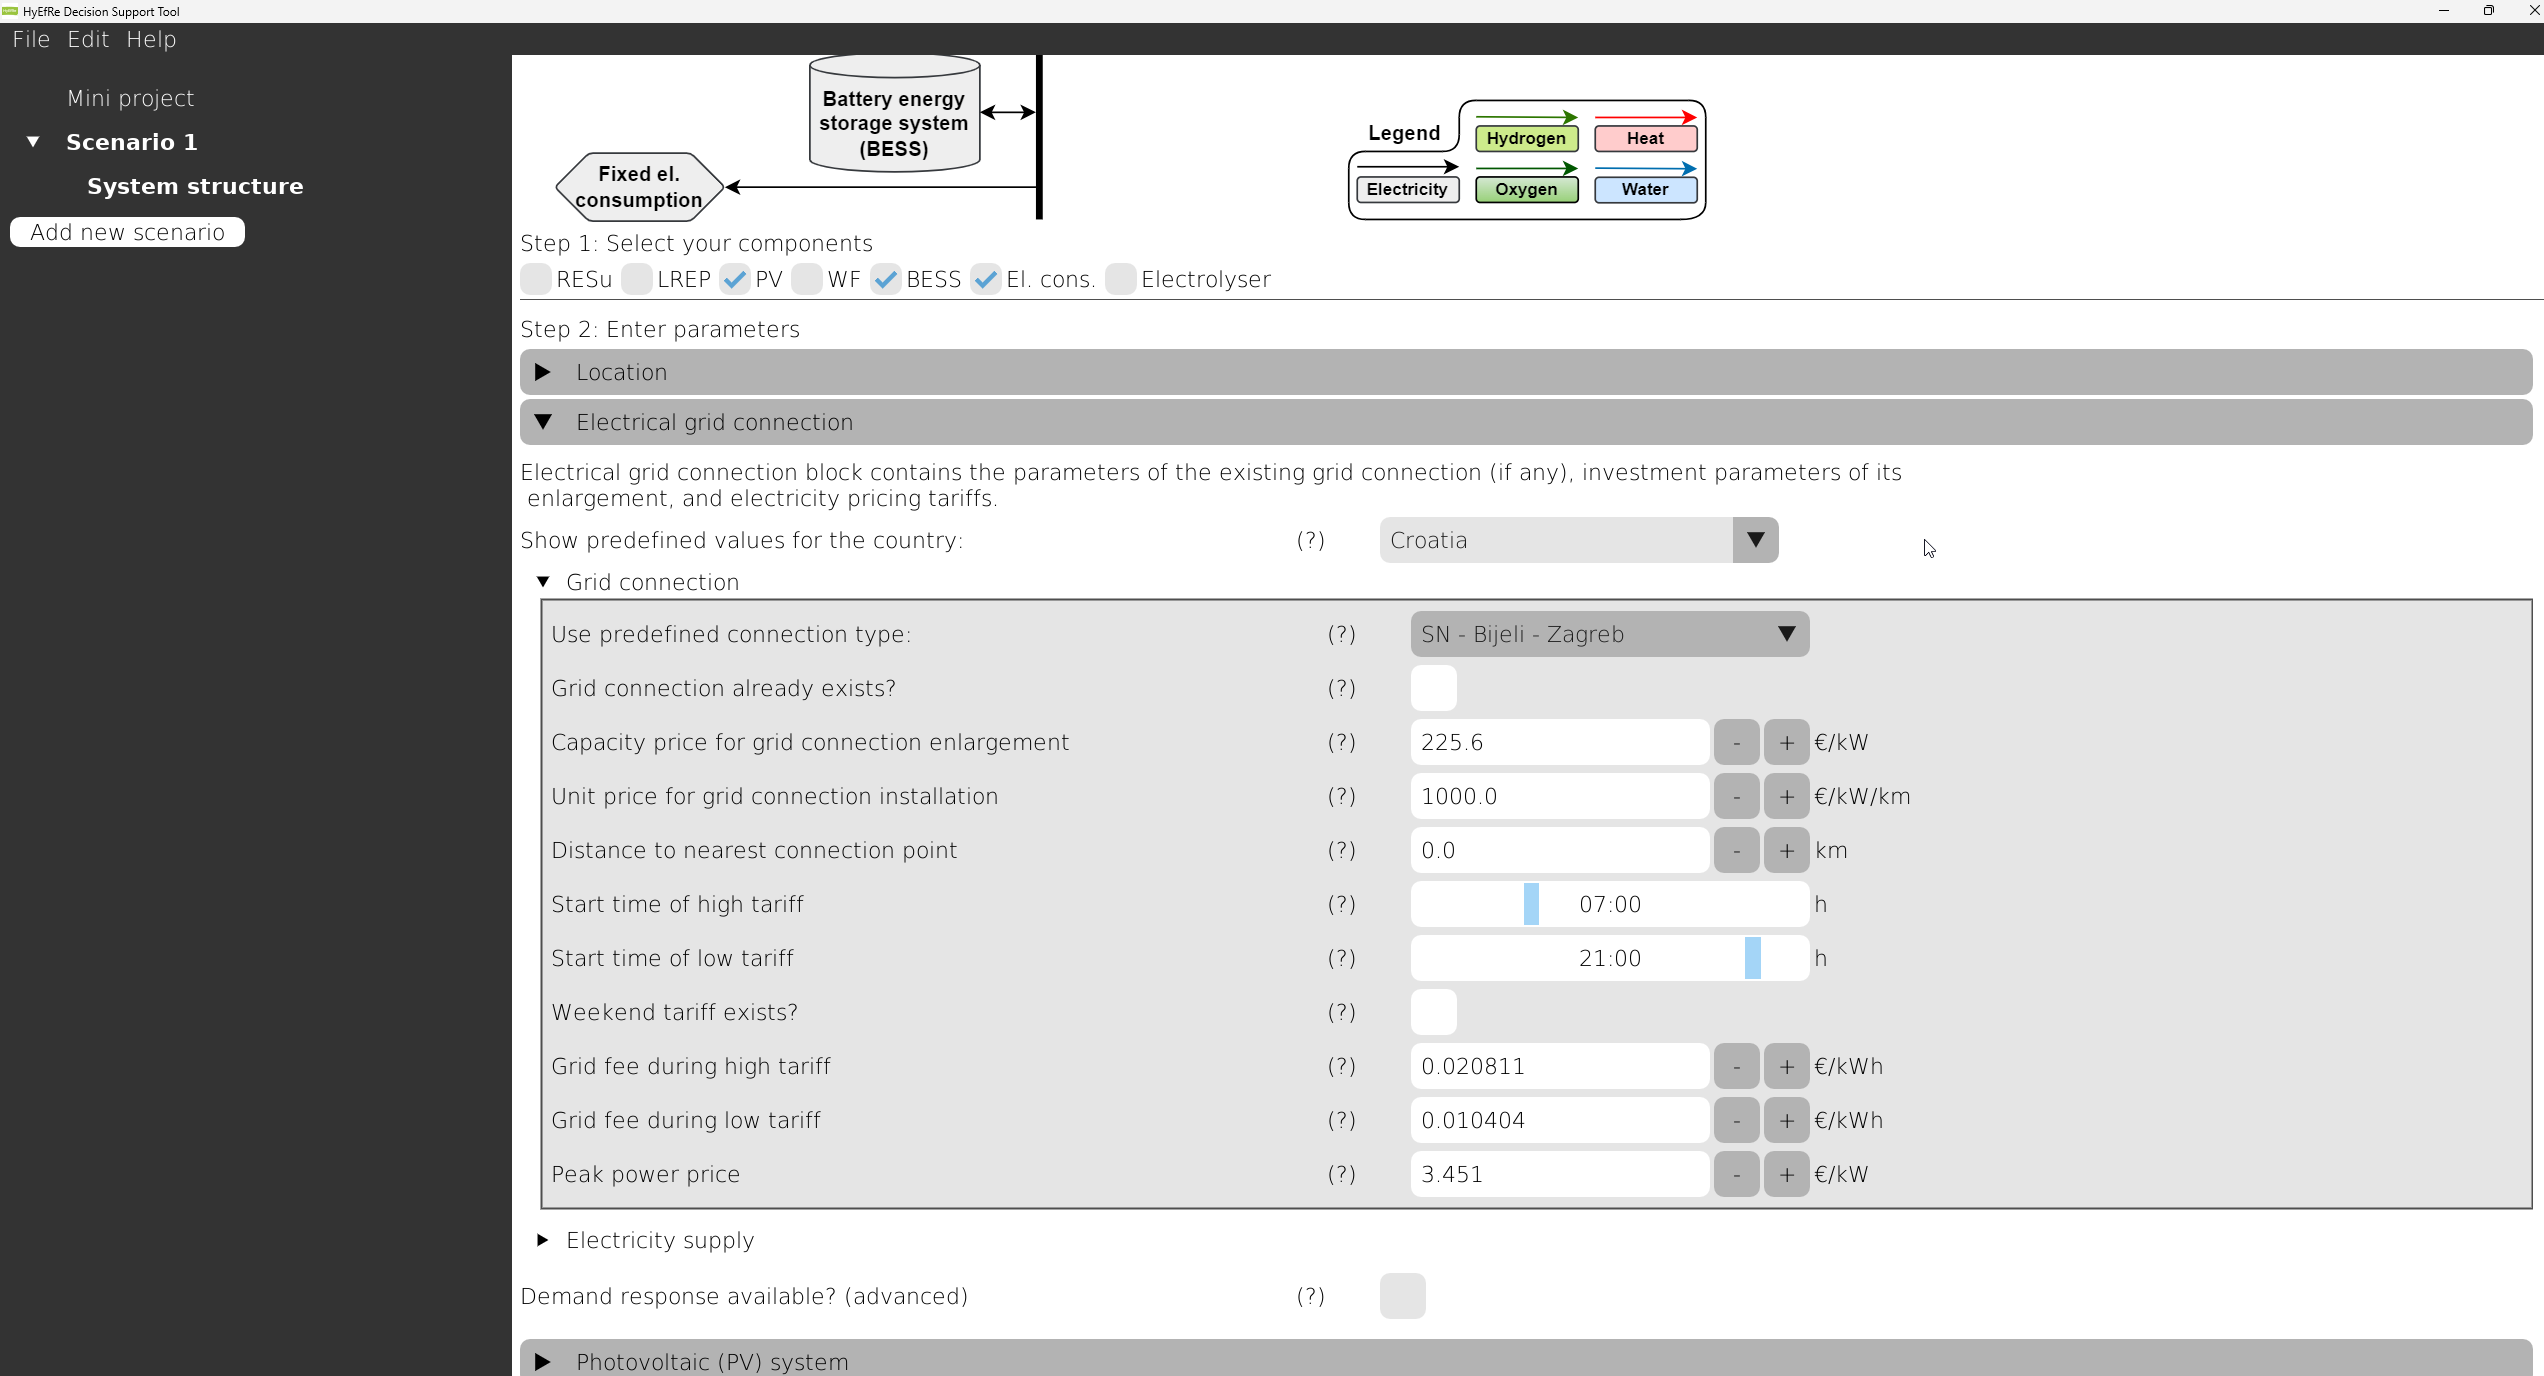 HyEfRe Decision Support Tool
File Edit Help
Mini project
Scenario 1
System structure
Add new scenario
Battery energy
storage system
(BESS)
Fixed el.
consumption
Legend
Hydrogen
Heat
Electricity
Oxygen
Water
Step 1: Select your components
RESu LREP PV WF BESS El. cons. Electrolyser
Step 2: Enter parameters
Location
Electrical grid connection
Electrical grid connection block contains the parameters of the existing grid connection (if any), investment parameters of its
enlargement, and electricity pricing tariffs.
Show predefined values for the country: (?) Croatia
Grid connection
Use predefined connection type: (?) SN - Bijeli - Zagreb
Grid connection already exists? (?)
Capacity price for grid connection enlargement (?) 225.6 - + €/kW
Unit price for grid connection installation (?) 1000.0 - + €/kW/km
Distance to nearest connection point (?) 0.0 - + km
Start time of high tariff (?) 07:00 h
Start time of low tariff (?) 21:00 h
Weekend tariff exists? (?)
Grid fee during high tariff (?) 0.020811 - + €/kWh
Grid fee during low tariff (?) 0.010404 - + €/kWh
Peak power price (?) 3.451 - + €/kW
Electricity supply
Demand response available? (advanced) (?)
Photovoltaic (PV) system